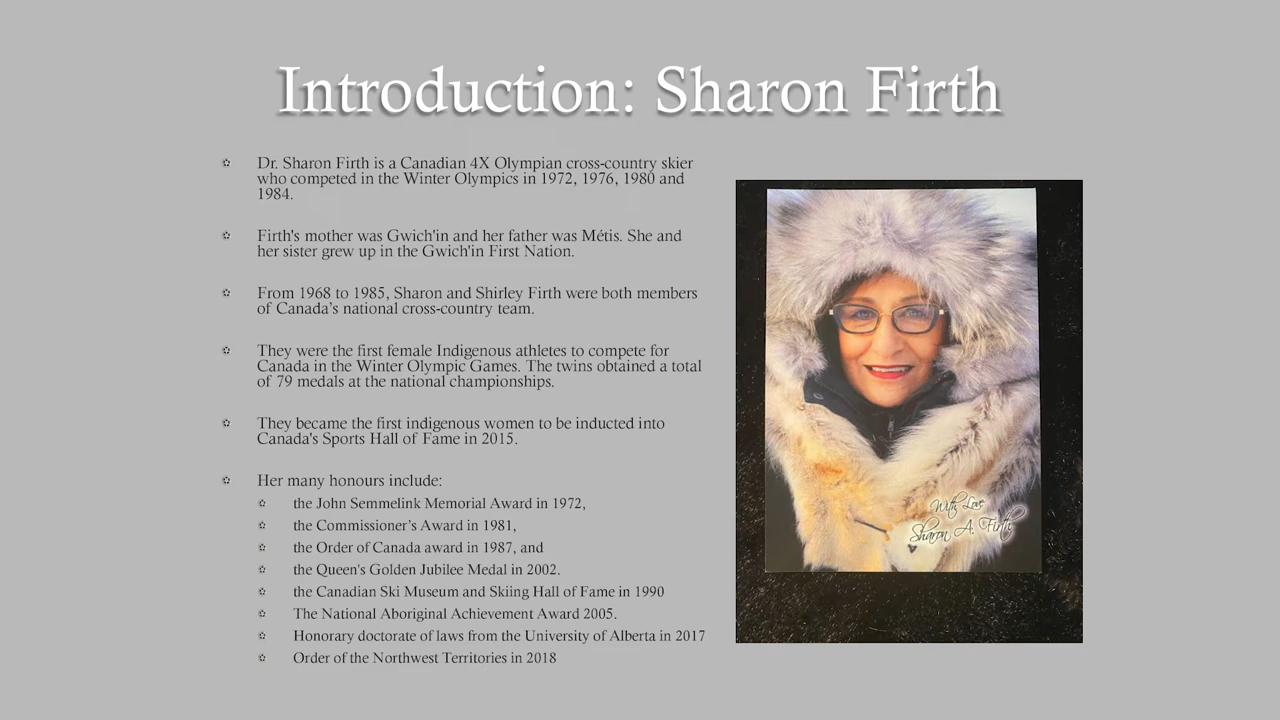 Introduction: Sharon Firth
Dr. Sharon Firth is a Canadian 4X Olympian cross-country skier
who competed in the Winter Olympics in 1972, 1976, 1980 and
1984.
Firth's mother was Gwich'in and her father was Métis. She and
her sister grew up in the Gwich'in First Nation.
From 1968 to 1985, Sharon and Shirley Firth were both members
of Canada's national cross-country team.
They were the first female Indigenous athletes to compete for
Canada in the Winter Olympic Games. The twins obtained a total
of 79 medals at the national championships.
They became the first indigenous women to be inducted into
Canada's Sports Hall of Fame in 2015.
Her many honours include:
the John Semmelink Memorial Award in 1972,
the Commissioner's Award in 1981,
the Order of Canada award in 1987, and
the Queen's Golden Jubilee Medal in 2002.
the Canadian Ski Museum and Skiing Hall of Fame in 1990
The National Aboriginal Achievement Award 2005.
Honorary doctorate of laws from the University of Alberta in 2017
Order of the Northwest Territories in 2018
With Love
Sharon A. Firth